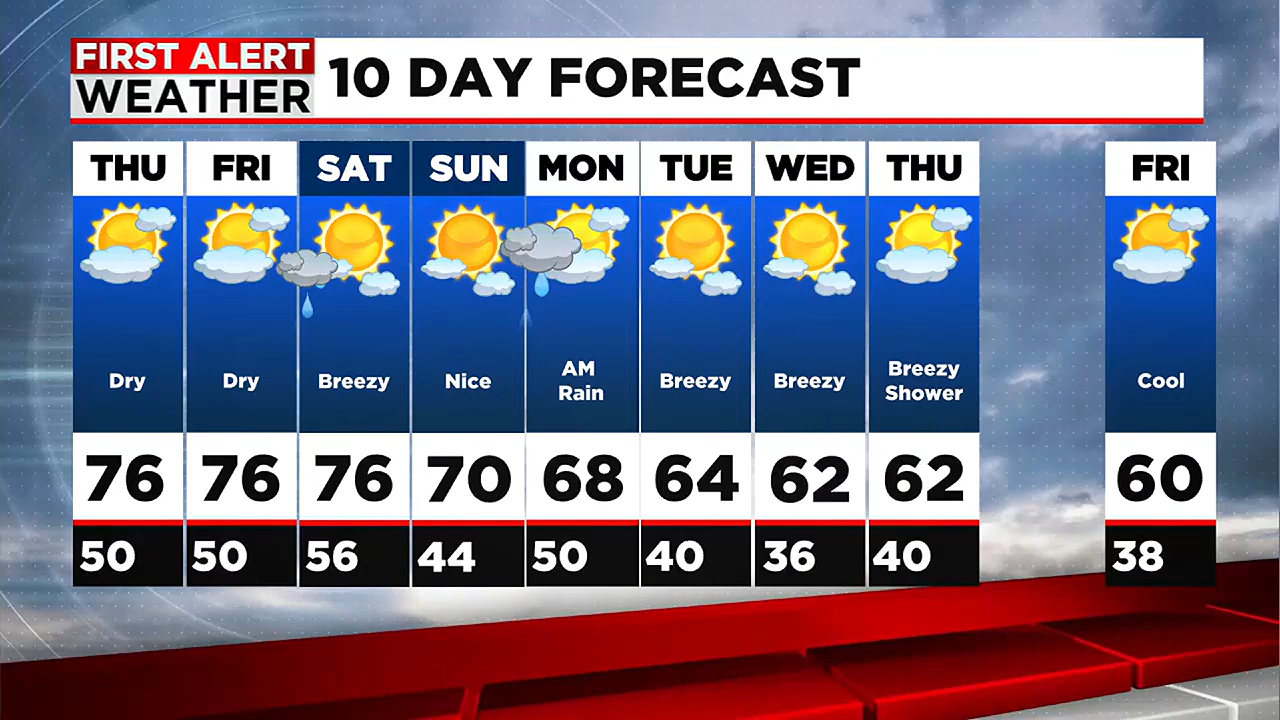 FIRST ALERT
WEATHER
10 DAY FORECAST
THU FRI SAT SUN MON TUE WED THU FRI
Dry Dry Breezy Nice AM Rain Breezy Breezy Breezy Shower Cool
76 76 76 70 68 64 62 62 60
50 50 56 44 50 40 36 40 38